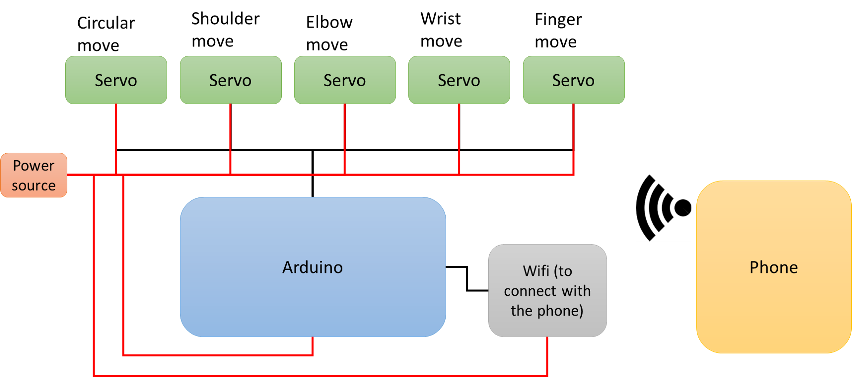 Circular
move
Shoulder
move
Elbow
move
Wrist
move
Finger
move
Servo
Servo
Servo
Servo
Servo
Power
source
Arduino
Wifi (to
connect with
the phone)
Phone